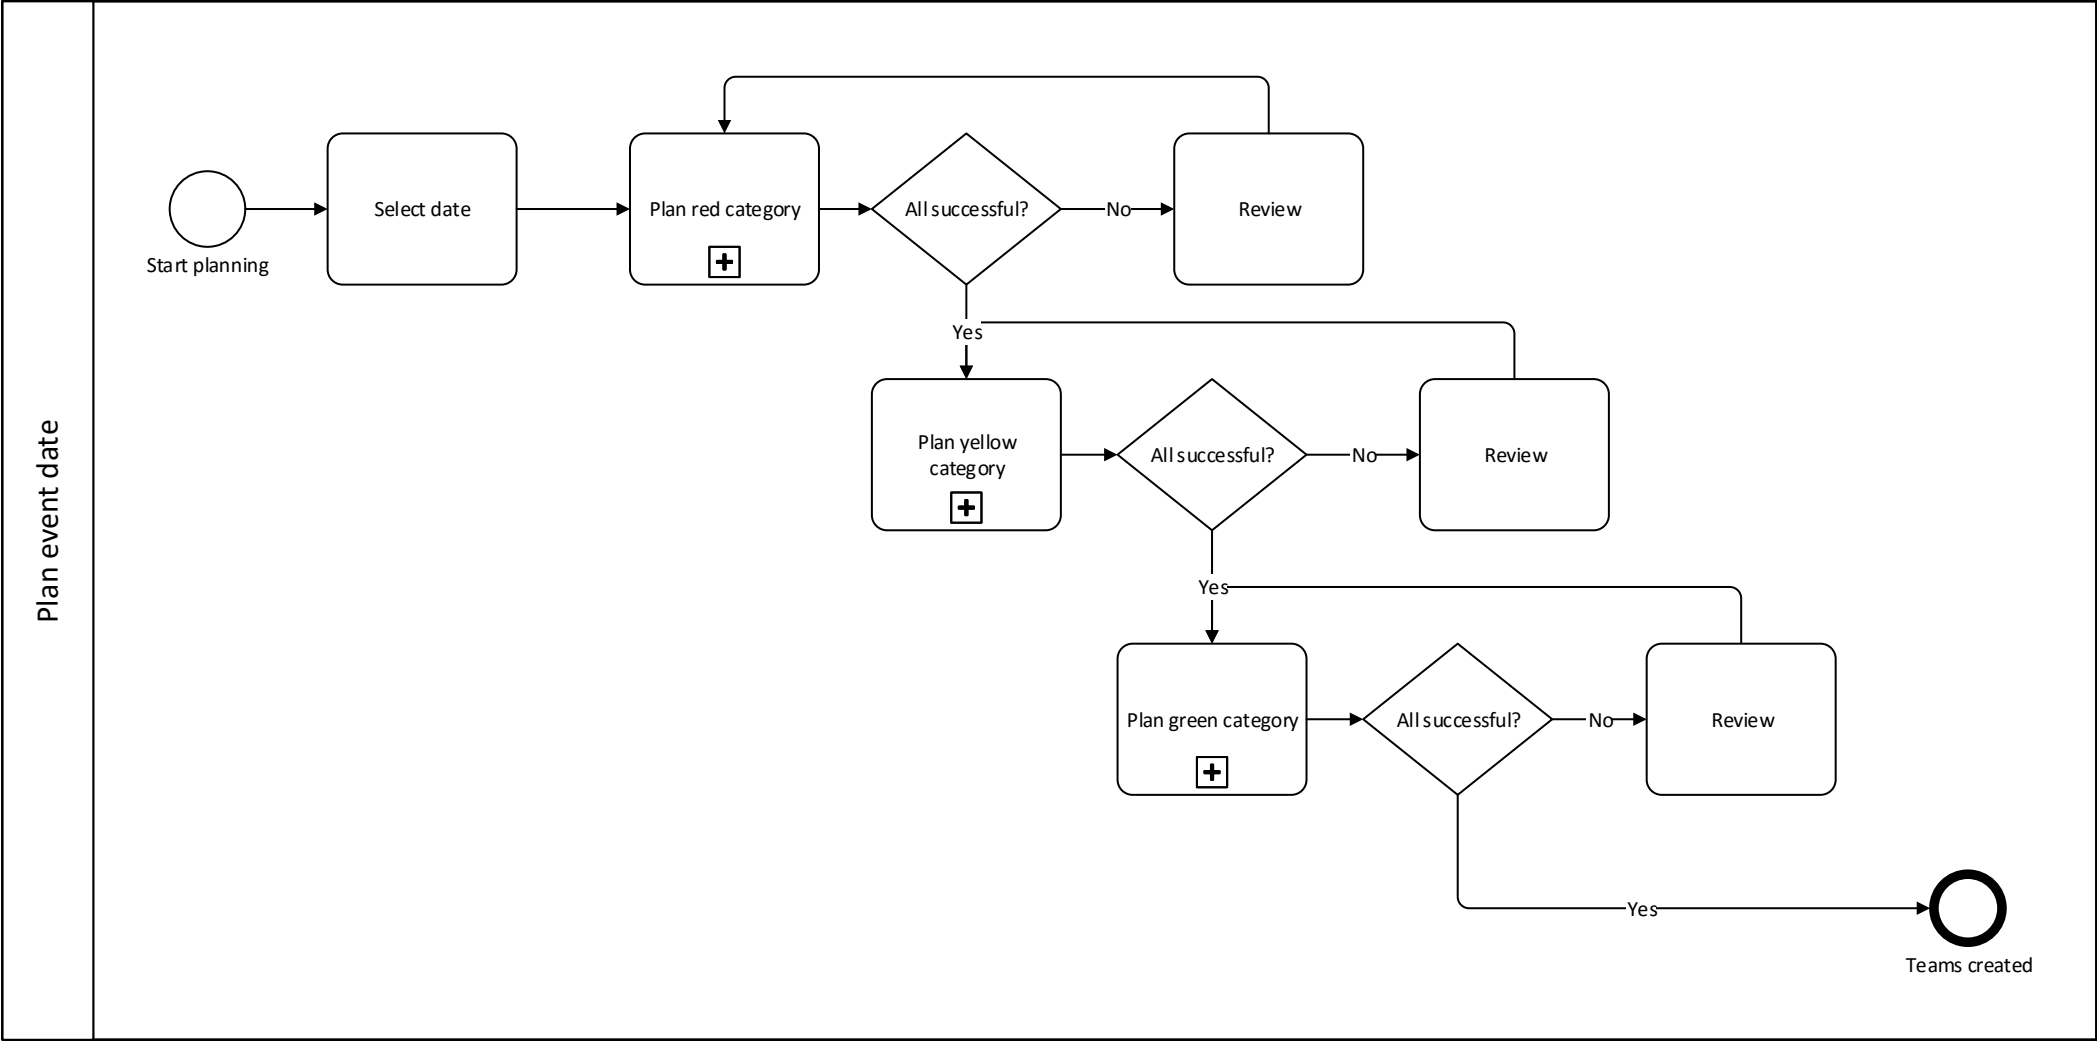 Plan event date
Start planning
Select date
Plan red category
All successful?
No
Review
Yes
Plan yellow
category
All successful?
No
Review
Yes
Plan green category
All successful?
No
Review
Yes
Teams created